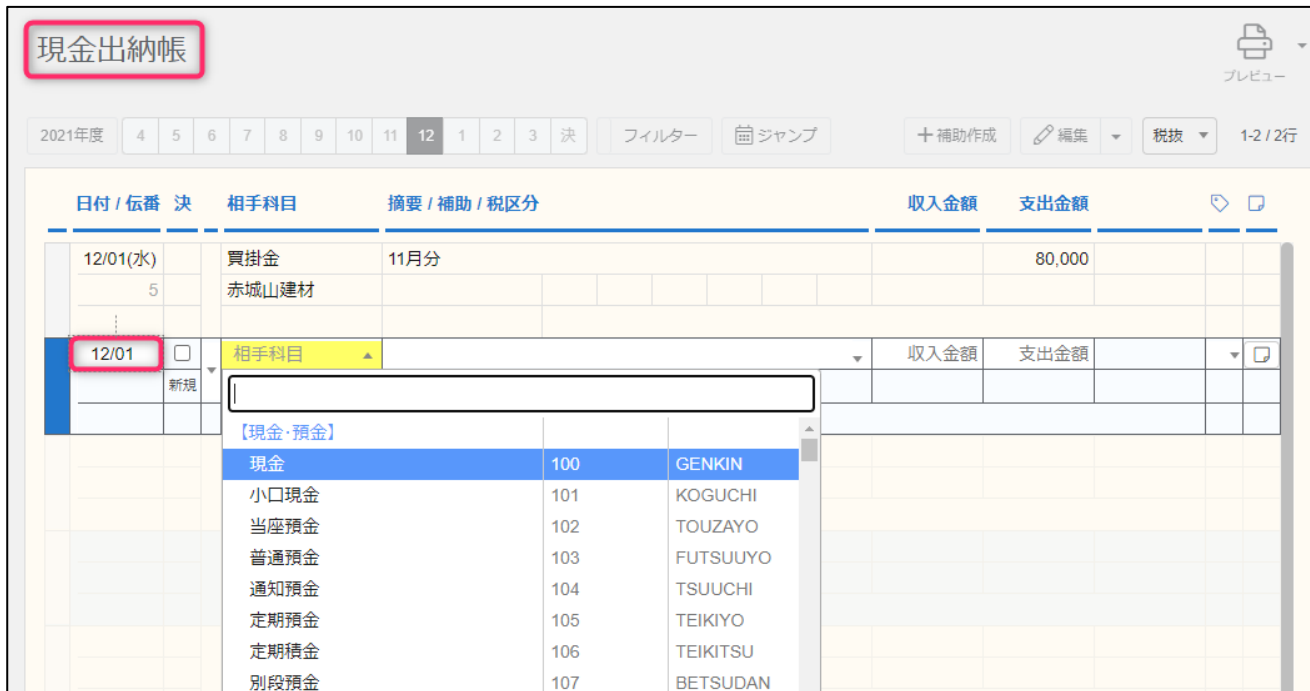 現金出納帳
プレビュー
2021年度 4 5 6 7 8 9 10 11 12 1 2 3 決 フィルター ジャンプ +補助作成 編集 税抜 1-2 / 2行
日付 / 伝番 決 相手科目 摘要 / 補助 / 税区分 収入金額 支出金額
12/01(水) 買掛金 11月分 80,000
5 赤城山建材
12/01 相手科目 収入金額 支出金額
新規
【現金・預金】
現金 100 GENKIN
小口現金 101 KOGUCHI
当座預金 102 TOUZAYO
普通預金 103 FUTSUUYO
通知預金 104 TSUUCHI
定期預金 105 TEIKIYO
定期積金 106 TEIKITSU
別段預金 107 BETSUDAN